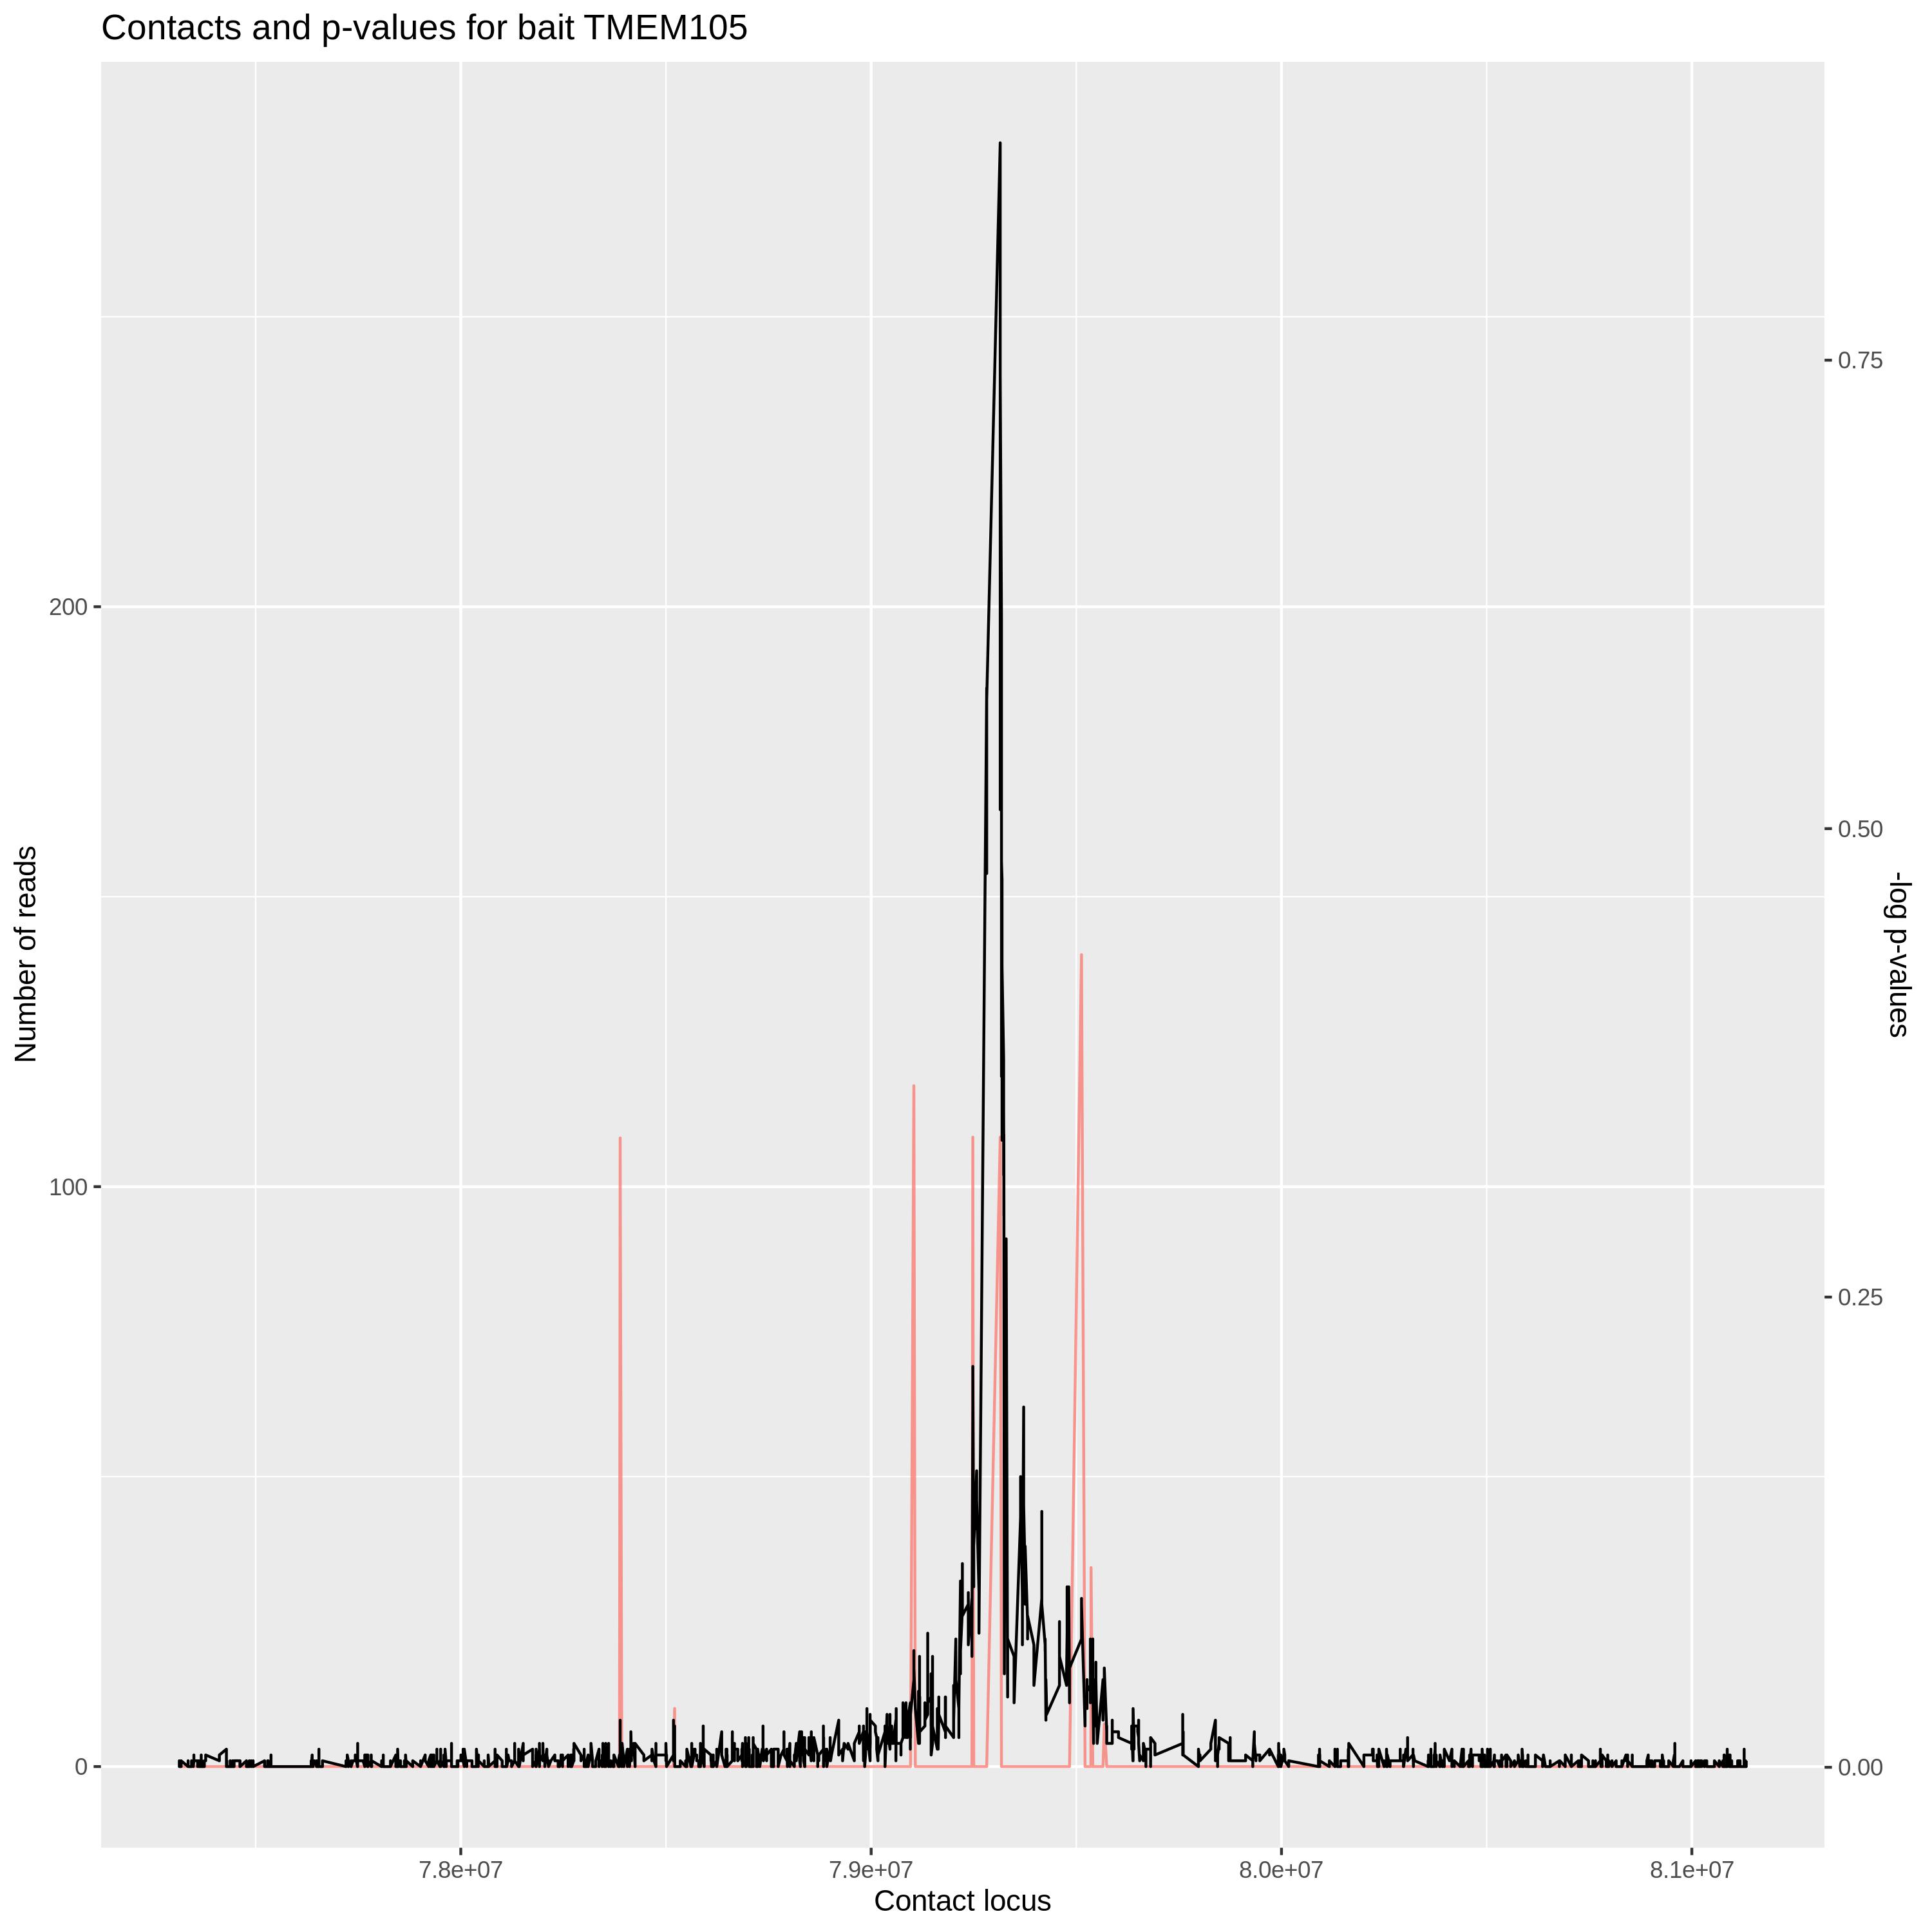 Contacts and p-values for bait TMEM105
Number of reads
200
100
0
0.75
0.50
0.25
0.00
-log p-values
7.8e+07
7.9e+07
8.0e+07
8.1e+07
Contact locus